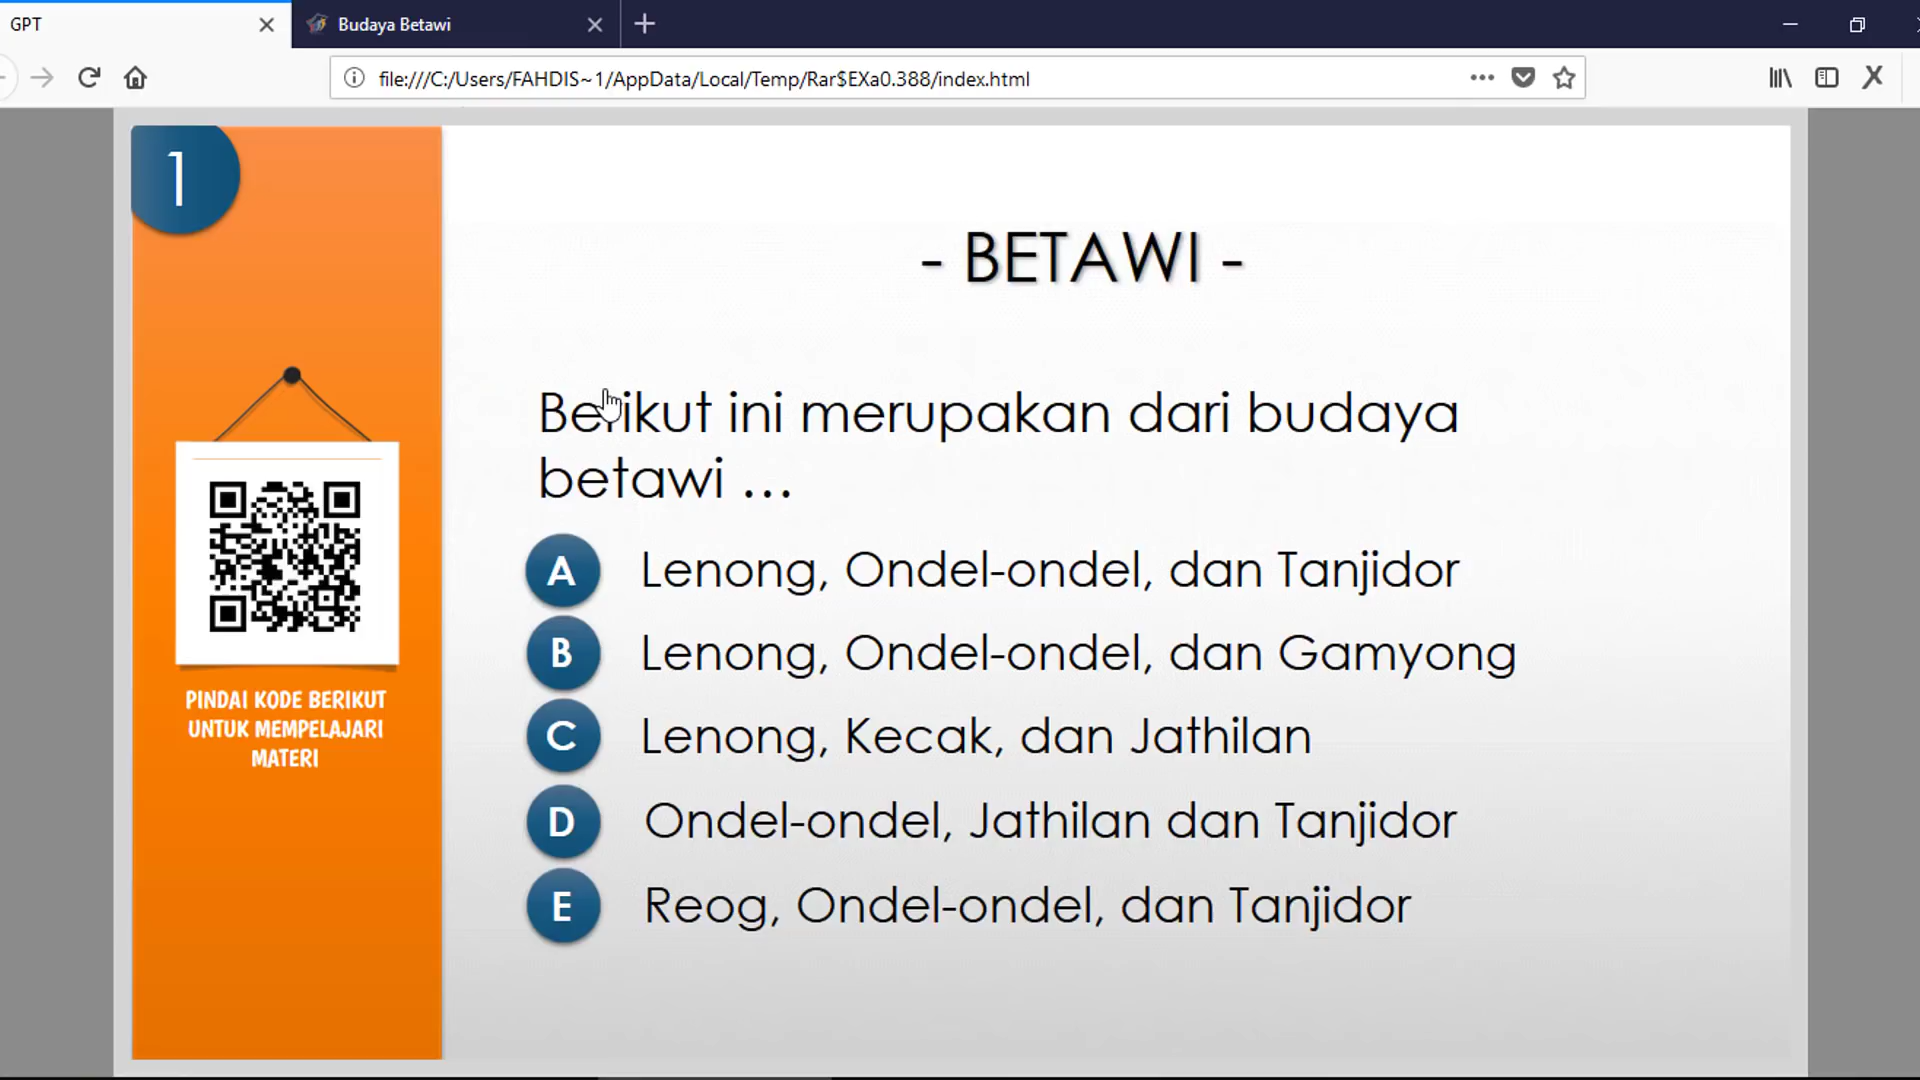 GPT
Budaya Betawi
file:///C:/Users/FAHDIS~1/AppData/Local/Temp/Rar$EXa0.388/index.html
1
- BETAWI -
Berikut ini merupakan dari budaya
betawi ...
A Lenong, Ondel-ondel, dan Tanjidor
B Lenong, Ondel-ondel, dan Gamyong
C Lenong, Kecak, dan Jathilan
D Ondel-ondel, Jathilan dan Tanjidor
E Reog, Ondel-ondel, dan Tanjidor
PINDAI KODE BERIKUT
UNTUK MEMPELAJARI
MATERI